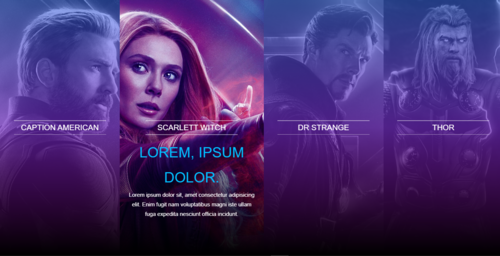 CAPTION AMERICAN
SCARLETT WITCH
DR STRANGE
THOR
LOREM, IPSUM
DOLOR.
Lorem ipsum dolor sit, amet consectetur adipisicing
elit. Enim fugit nam voluptatibus magni iste ullam
fuga expedita nesciunt officia incidunt.